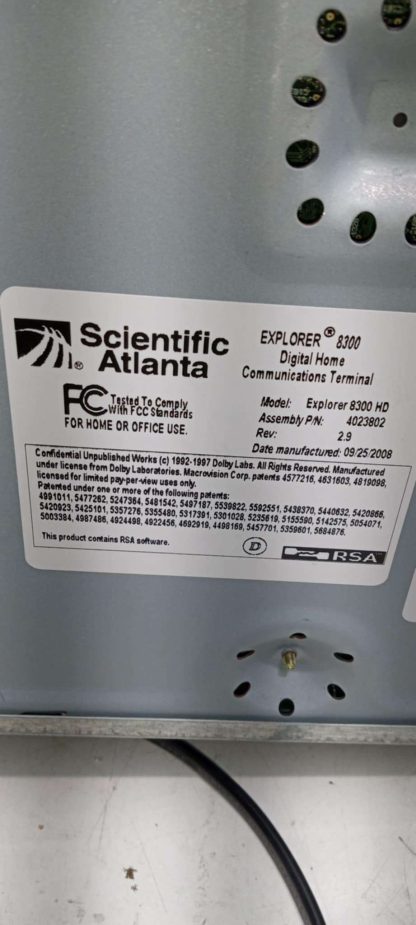 Scientific
Atlanta
EXPLORER® 8300
Digital Home
Communications Terminal
FC Tested To Comply
With FCC Standards
FOR HOME OR OFFICE USE.
Model: Explorer 8300 HD
Assembly P/N: 4023802
Rev: 2.9
Date manufactured: 09/25/2008
Confidential Unpublished Works (c) 1992-1997 Dolby Labs. All Rights Reserved. Manufactured
under license from Dolby Laboratories. Macrovision Corp. patents 4577216, 4631603, 4819098,
licensed for limited pay-per-view uses only.
Patented under one or more of the following patents:
4991011, 5477262, 5247364, 5481542, 5497187, 5539822, 5592551, 5438370, 5440632, 5420866,
5420923, 5425101, 5357276, 5355480, 5317391, 5301028, 5235619, 5155590, 5142575, 5054071,
5003384, 4987486, 4924498, 4922456, 4692919, 4498169, 5457701, 5359601, 5684876.
This product contains RSA software.
D
RSA™